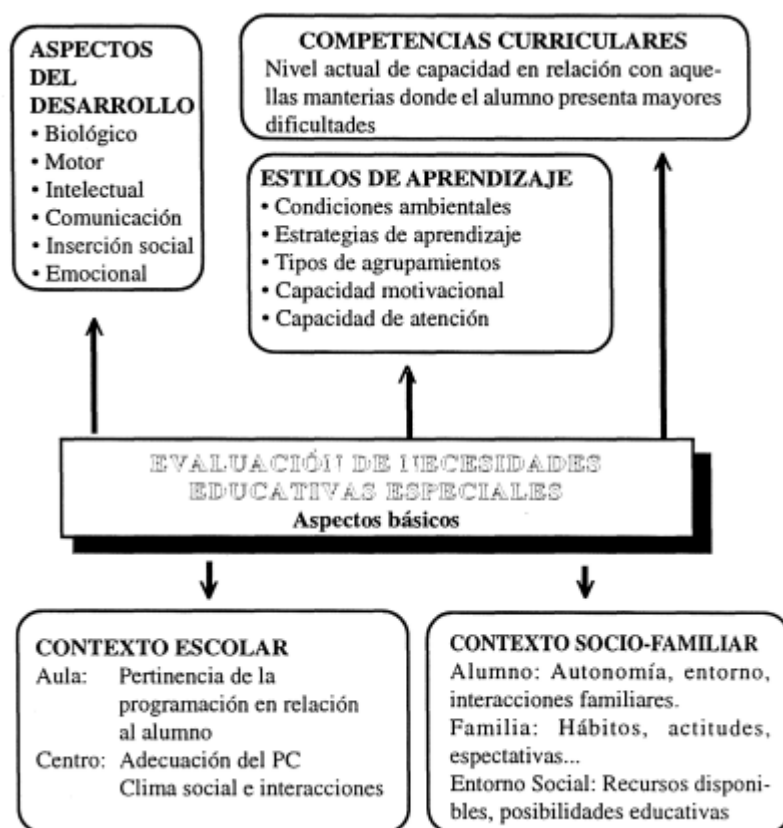 ASPECTOS
DEL
DESARROLLO
• Biológico
• Motor
• Intelectual
• Comunicación
• Inserción social
• Emocional
COMPETENCIAS CURRICULARES
Nivel actual de capacidad en relación con aque-
llas manterias donde el alumno presenta mayores
dificultades
ESTILOS DE APRENDIZAJE
• Condiciones ambientales
• Estrategias de aprendizaje
• Tipos de agrupamientos
• Capacidad motivacional
• Capacidad de atención
EVALUACIÓN DE NECESIDADES
EDUCATIVAS ESPECIALES
Aspectos básicos
CONTEXTO ESCOLAR
Aula: Pertinencia de la
programación en relación
al alumno
Centro: Adecuación del PC
Clima social e interacciones
CONTEXTO SOCIO-FAMILIAR
Alumno: Autonomía, entorno,
interacciones familiares.
Familia: Hábitos, actitudes,
espectativas...
Entorno Social: Recursos disponi-
bles, posibilidades educativas